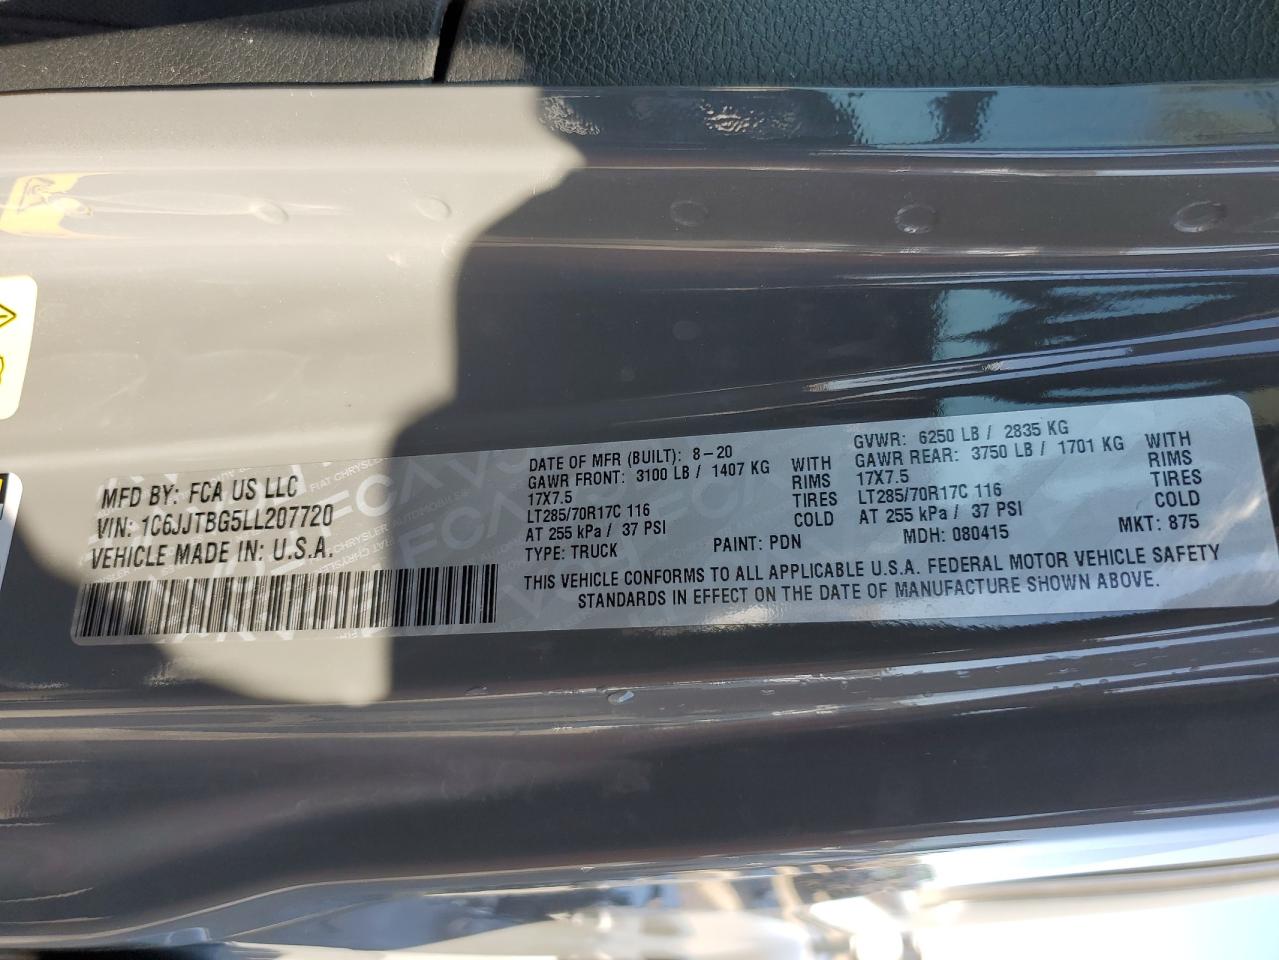 MFD BY: FCA US LLC
VIN: 1C6JJTBG5LL207720
VEHICLE MADE IN: U.S.A.
DATE OF MFR (BUILT): 8-20
GAWR FRONT: 3100 LB / 1407 KG WITH
17X7.5 RIMS
LT285/70R17C 116 TIRES
AT 255 kPa / 37 PSI COLD
TYPE: TRUCK PAINT: PDN
GVWR: 6250 LB / 2835 KG
GAWR REAR: 3750 LB / 1701 KG WITH
17X7.5 RIMS
LT285/70R17C 116 TIRES
AT 255 kPa / 37 PSI COLD
MDH: 080415 MKT: 875
THIS VEHICLE CONFORMS TO ALL APPLICABLE U.S.A. FEDERAL MOTOR VEHICLE SAFETY
STANDARDS IN EFFECT ON THE DATE OF MANUFACTURE SHOWN ABOVE.